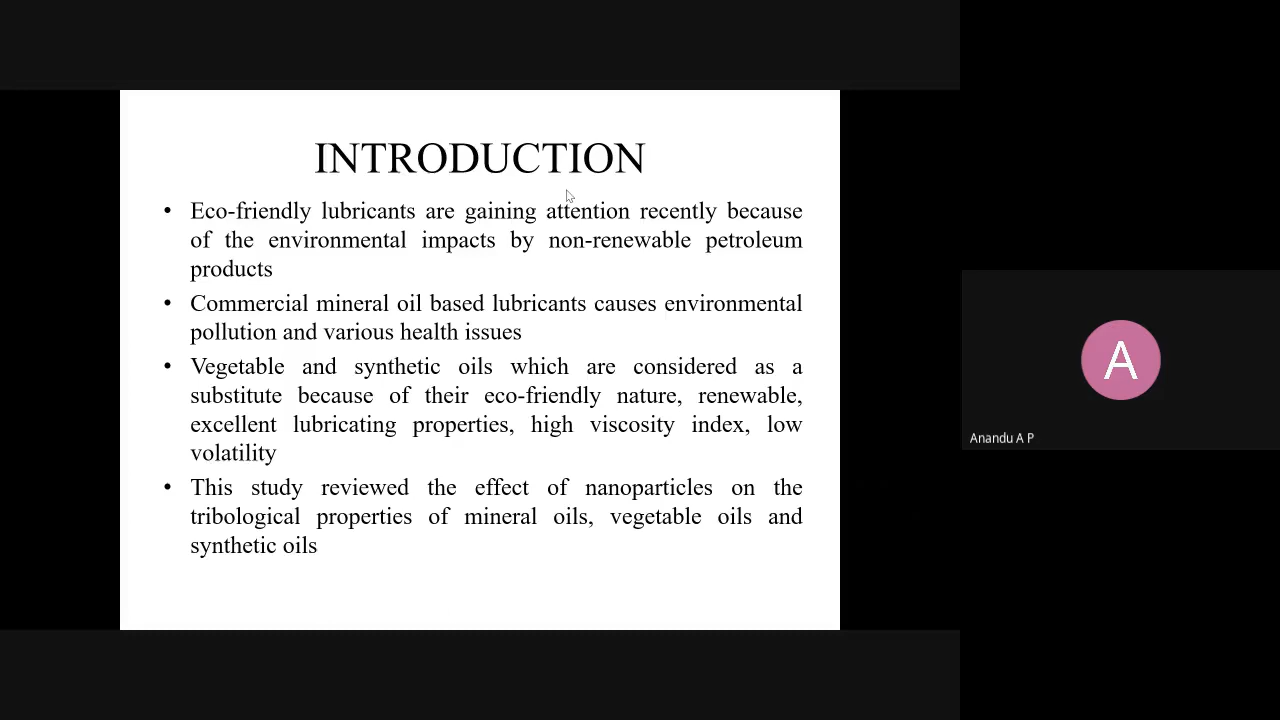 INTRODUCTION
• Eco-friendly lubricants are gaining attention recently because
of the environmental impacts by non-renewable petroleum
products
• Commercial mineral oil based lubricants causes environmental
pollution and various health issues
• Vegetable and synthetic oils which are considered as a
substitute because of their eco-friendly nature, renewable,
excellent lubricating properties, high viscosity index, low
volatility
• This study reviewed the effect of nanoparticles on the
tribological properties of mineral oils, vegetable oils and
synthetic oils
A
Anandu A P